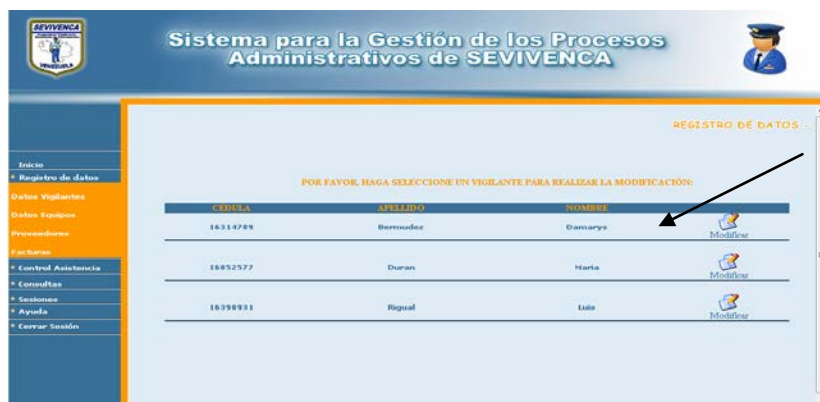 SEVIVENCA
VENEZUELA
Sistema para la Gestión de los Procesos
Administrativos de SEVIVENCA
REGISTRO DE DATOS -
Inicio
Registro de datos
Datos Vigilantes
Datos Equipos
Proveedores
Facturas
Control Asistencia
Consultas
Sesiones
Ayuda
Cerrar Sesión
POR FAVOR, HAGA SELECCIONE UN VIGILANTE PARA REALIZAR LA MODIFICACIÓN:
CEDULA APELLIDO NOMBRE
16314789 Bermudez Damarys Modificar
16852577 Duran Maria Modificar
16398931 Rigual Luis Modificar